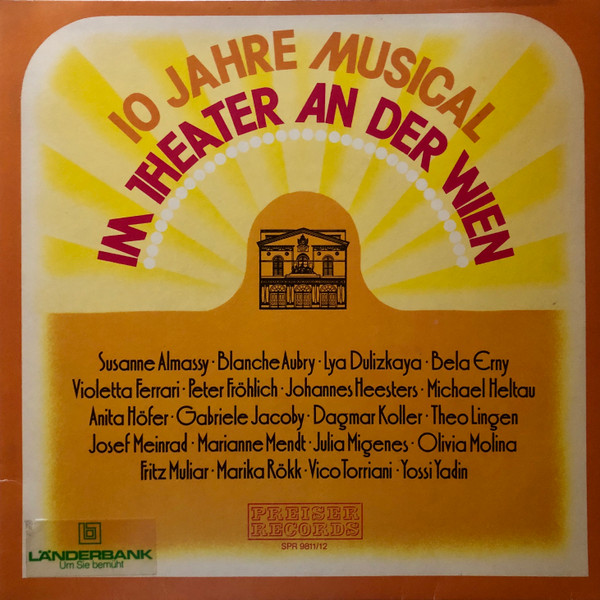 10 JAHRE MUSICAL
IM THEATER AN DER WIEN
Susanne Almassy · Blanche Aubry · Lya Dulizkaya · Bela Erny
Violetta Ferrari · Peter Fröhlich · Johannes Heesters · Michael Heltau
Anita Höfer · Gabriele Jacoby · Dagmar Koller · Theo Lingen
Josef Meinrad · Marianne Mendt · Julia Migenes · Olivia Molina
Fritz Muliar · Marika Rökk · Vico Torriani · Yossi Yadin
PREISER
RECORDS
SPR 9811/12
LÄNDERBANK
Um Sie bemüht